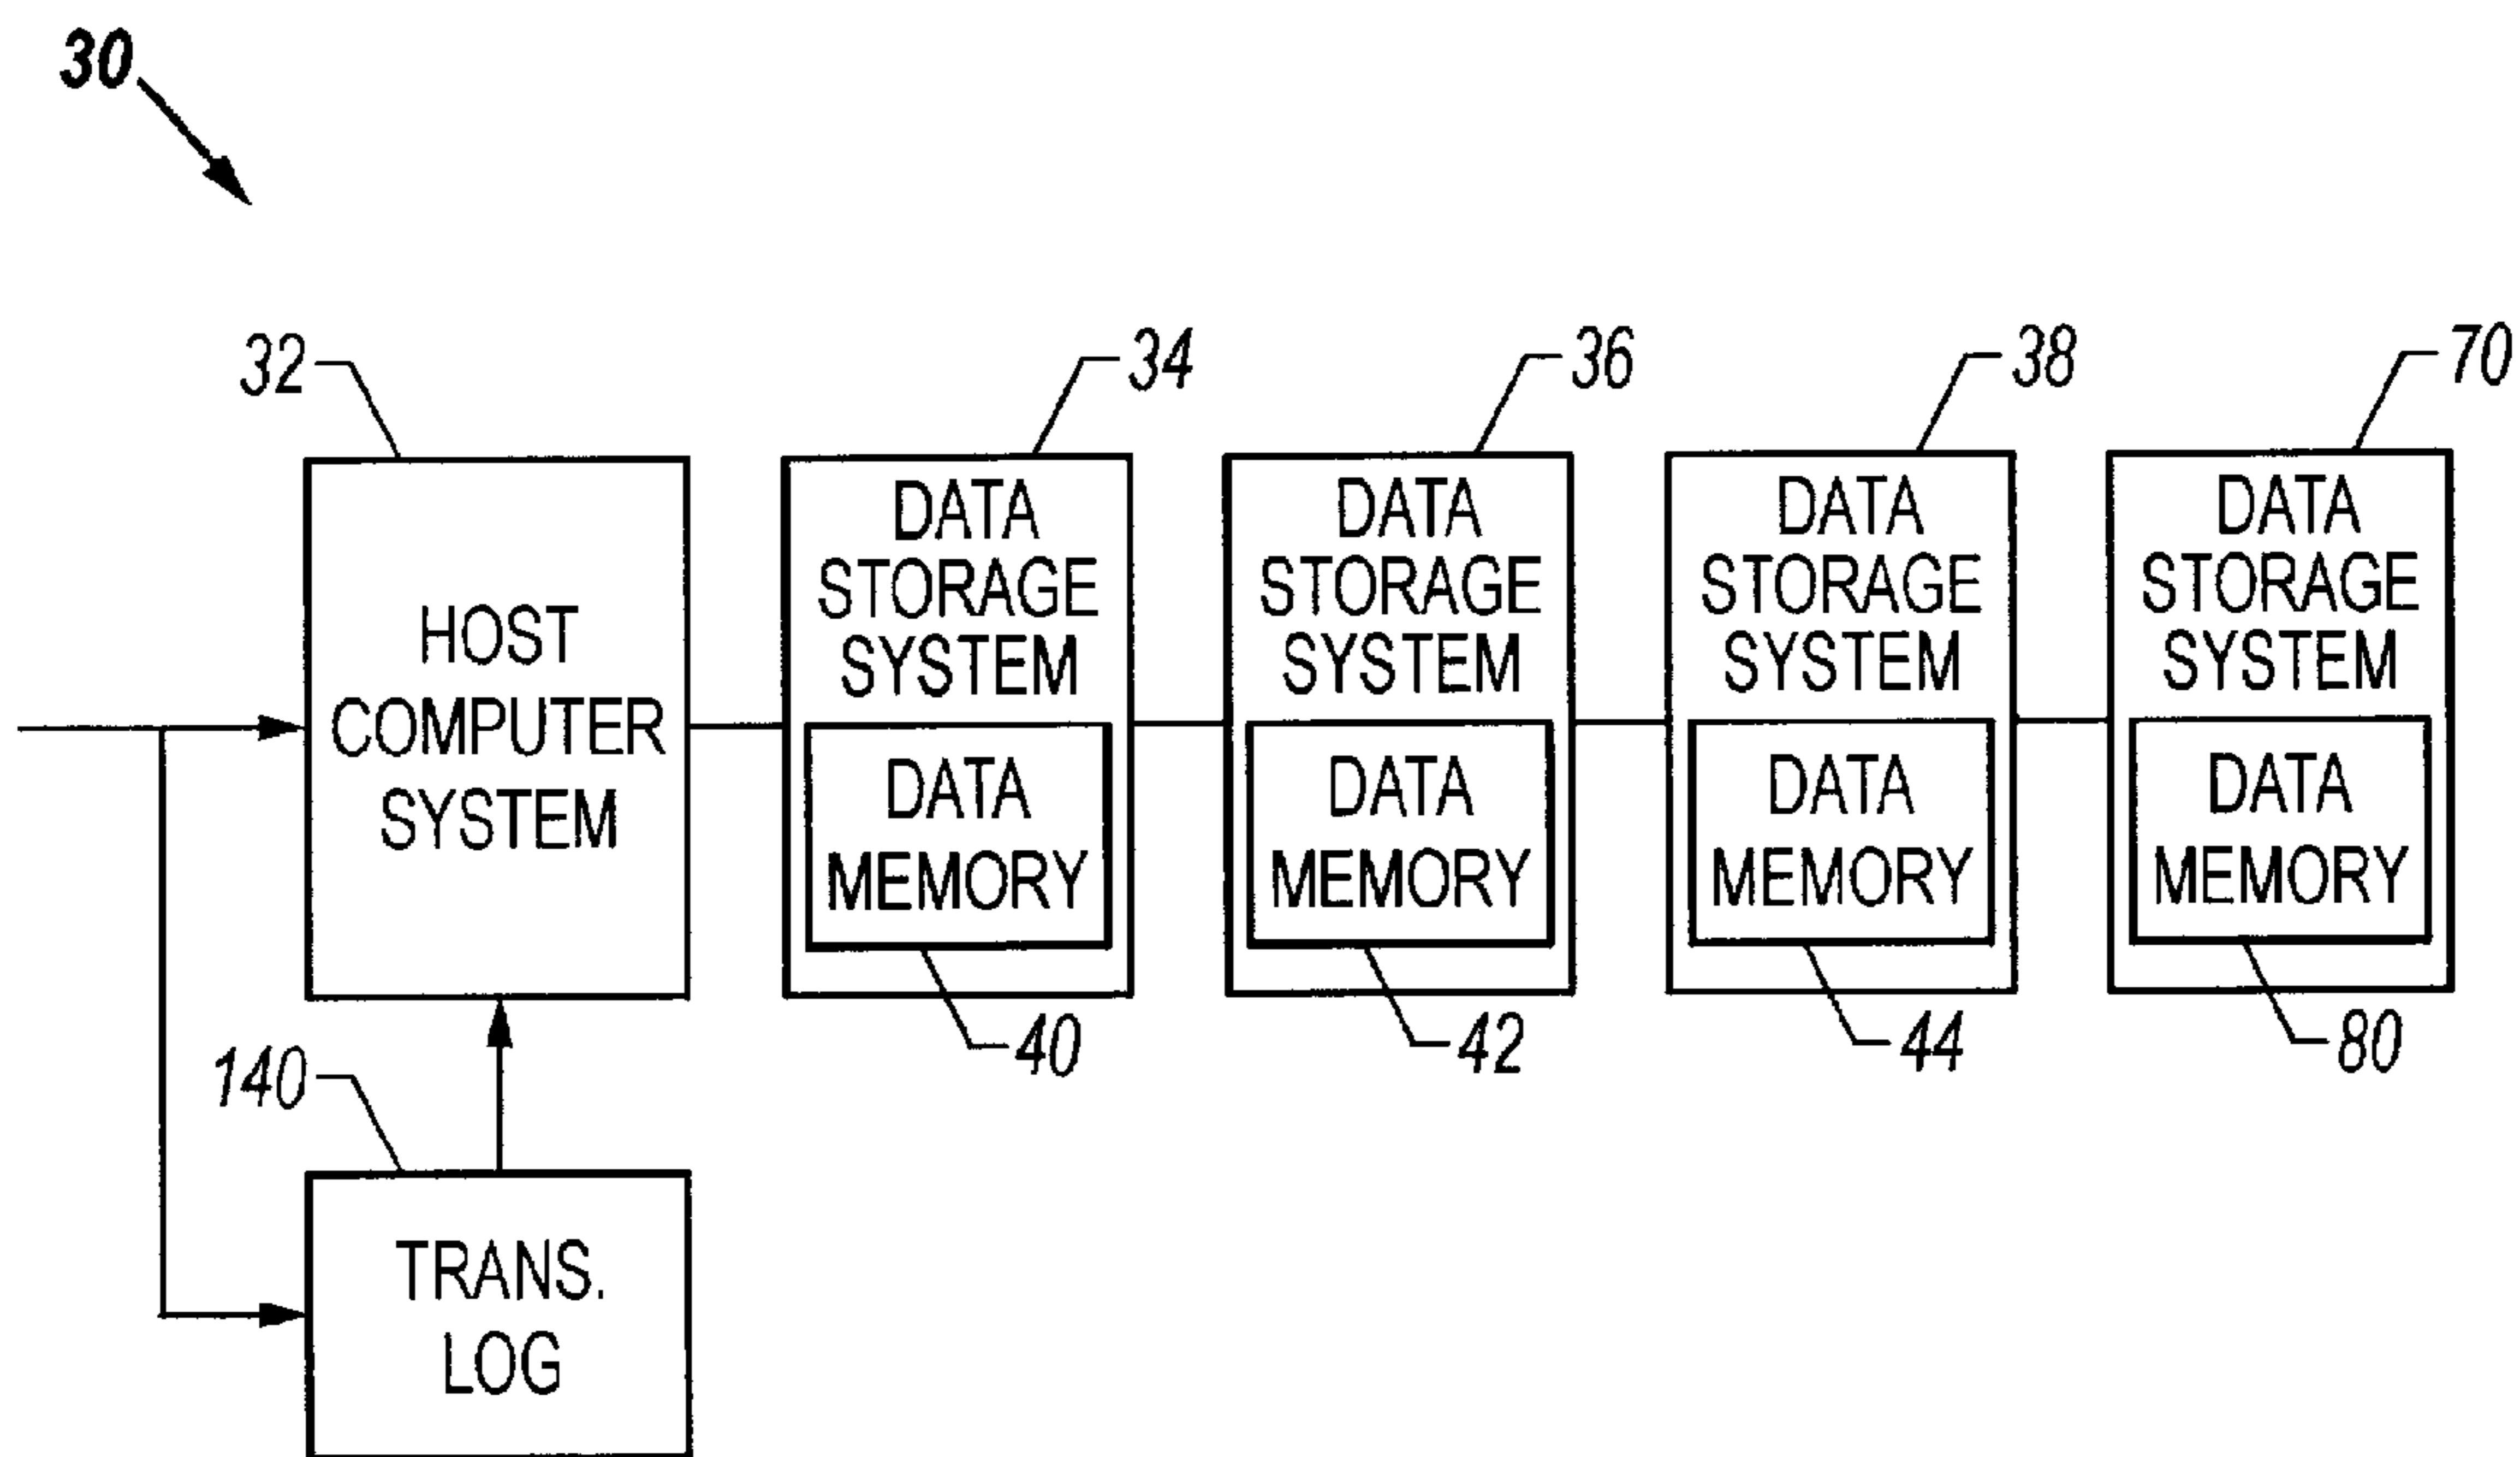 30
32
34
36
38
70
HOST
COMPUTER
SYSTEM
DATA
STORAGE
SYSTEM
DATA
MEMORY
40
DATA
STORAGE
SYSTEM
DATA
MEMORY
42
DATA
STORAGE
SYSTEM
DATA
MEMORY
44
DATA
STORAGE
SYSTEM
DATA
MEMORY
80
140
TRANS.
LOG